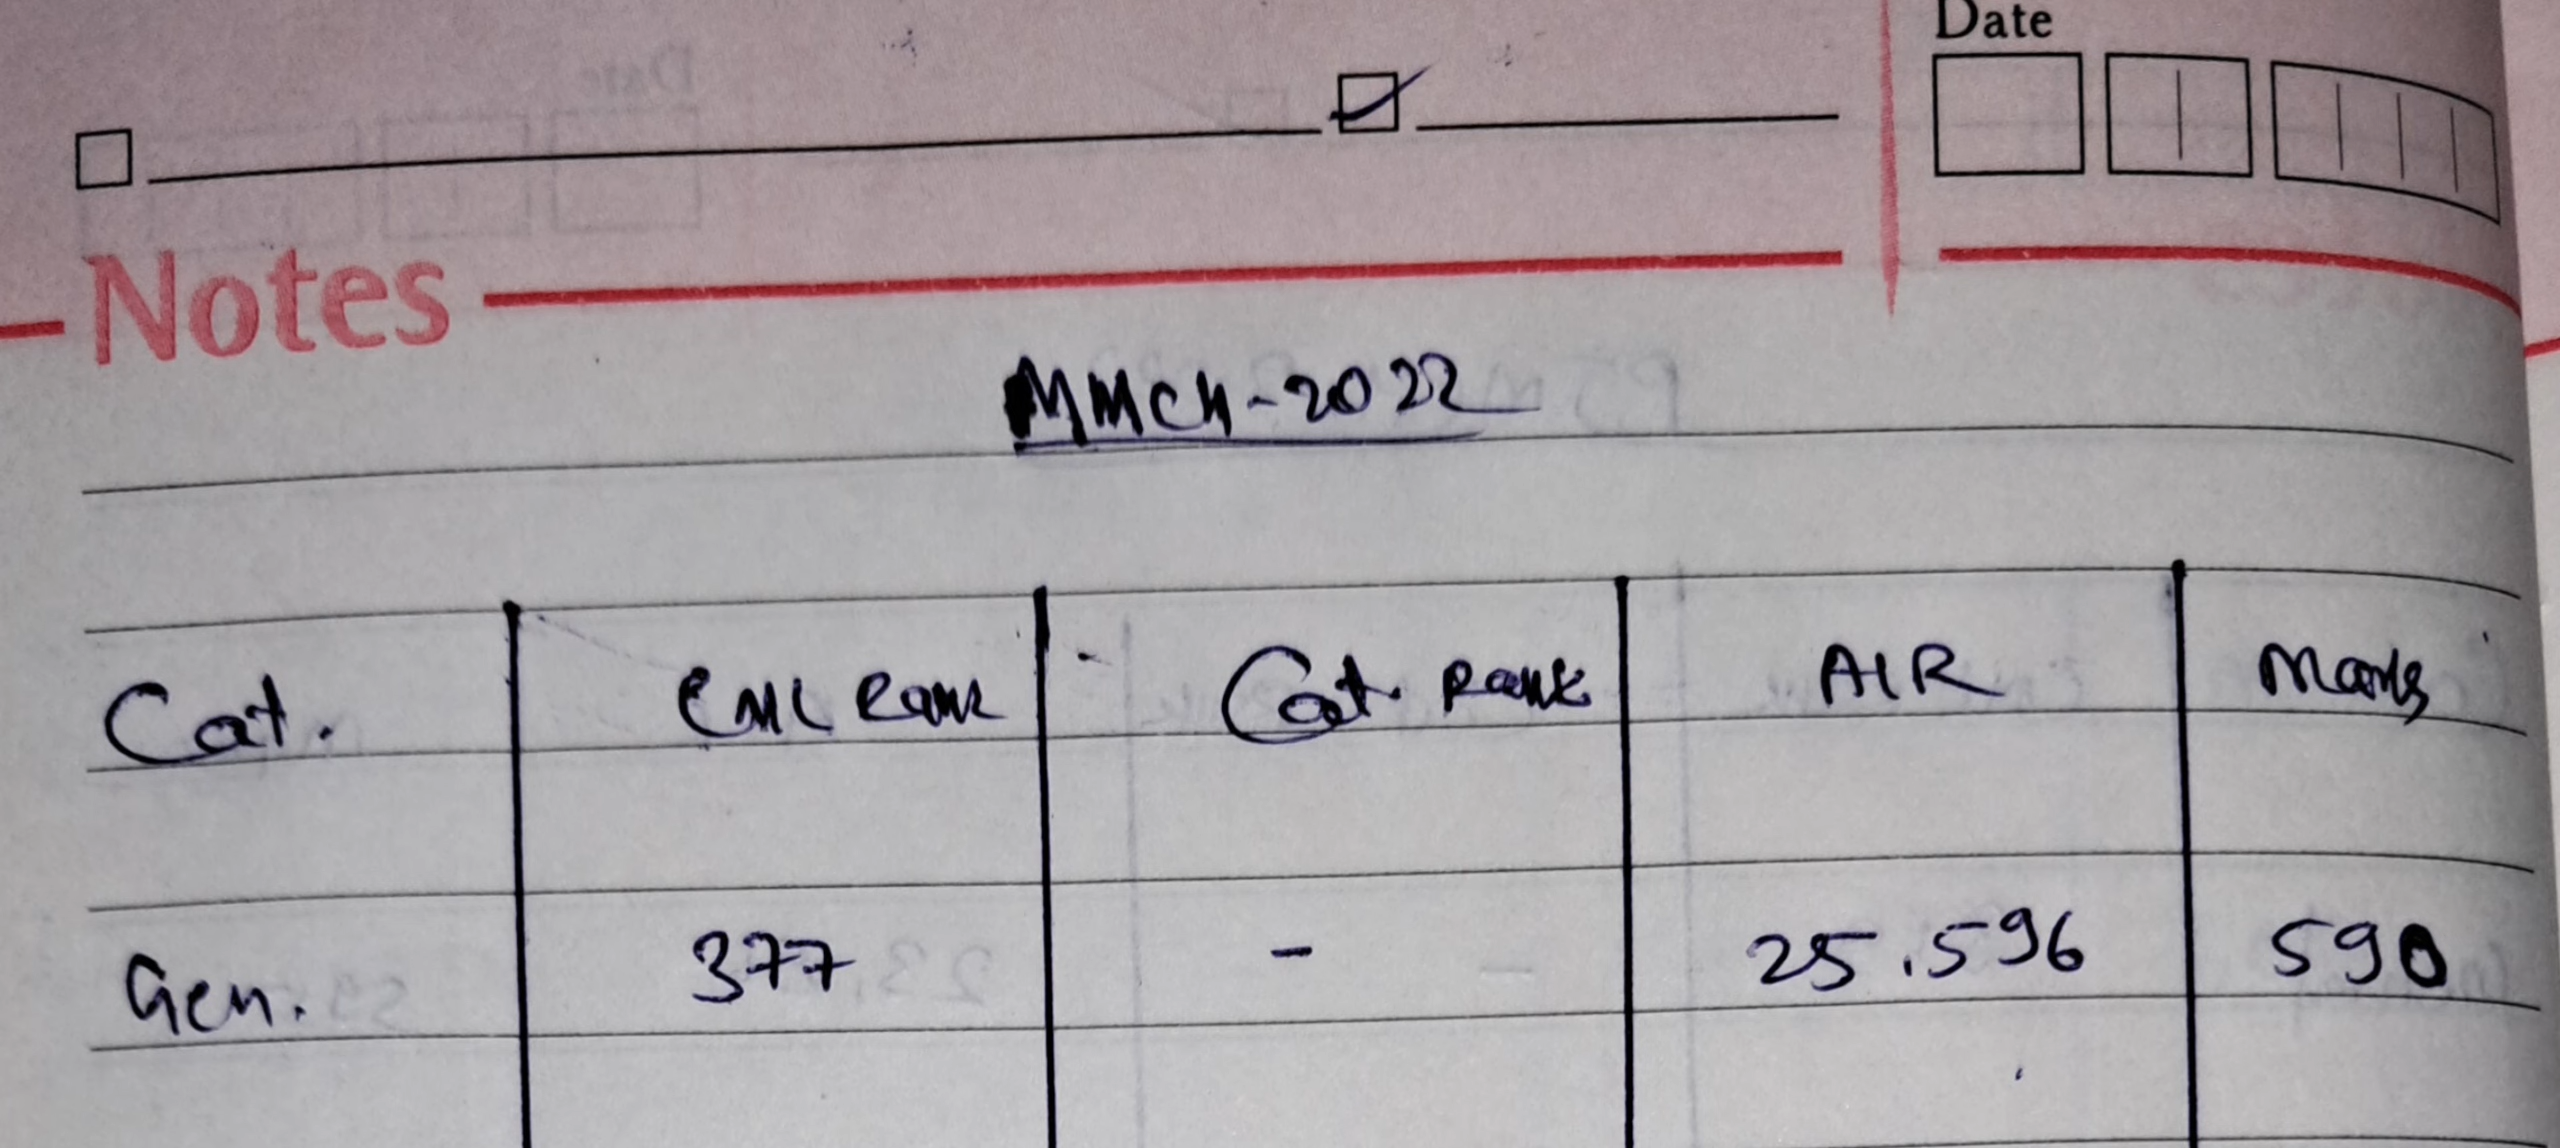 Date
Notes
MMCH-2022
Cat. CML Rank Cat. Rank AIR Marks
Gen. 377 - 25.596 590